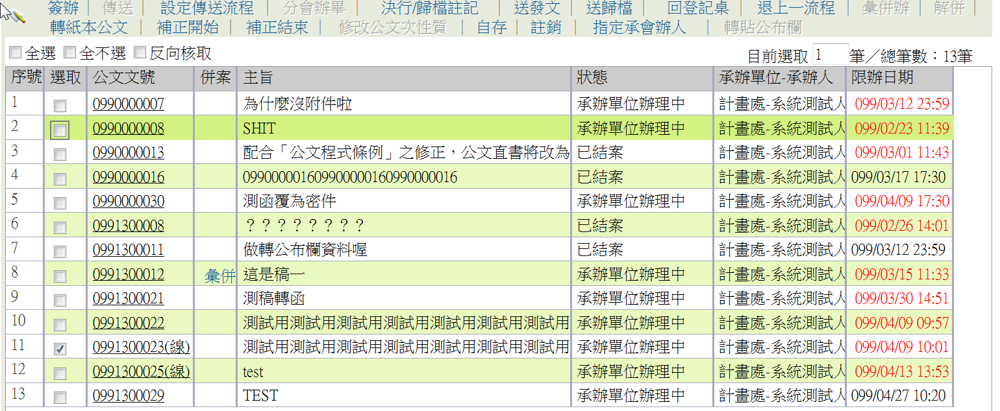 簽辦 | 傳送 | 設定傳送流程 | 分會辦畢 | 決行/歸檔註記 | 送發文 | 送歸檔 | 回登記桌 | 退上一流程 | 彙併辦 | 解併 |
轉紙本公文 | 補正開始 | 補正結束 | 修改公文次性質 | 自存 | 註銷 | 指定承會辦人 | 轉貼公布欄
全選 全不選 反向核取
目前選取 1 筆／總筆數：13筆
序號 選取 公文文號 併案 主旨 狀態 承辦單位-承辦人 限辦日期
1 0990000007 為什麼沒附件啦 承辦單位辦理中 計畫處-系統測試人 099/03/12 23:59
2 0990000008 SHIT 承辦單位辦理中 計畫處-系統測試人 099/02/23 11:39
3 0990000013 配合「公文程式條例」之修正，公文直書將改為 已結案 計畫處-系統測試人 099/03/01 11:43
4 0990000016 099000001609900000160990000016 已結案 計畫處-系統測試人 099/03/17 17:30
5 0990000030 測函覆為密件 承辦單位辦理中 計畫處-系統測試人 099/04/09 17:30
6 0991300008 ？？？？？？？？ 已結案 計畫處-系統測試人 099/02/26 14:01
7 0991300011 做轉公布欄資料喔 已結案 計畫處-系統測試人 099/03/12 23:59
8 0991300012 彙併 這是稿一 承辦單位辦理中 計畫處-系統測試人 099/03/15 11:33
9 0991300021 測稿轉函 承辦單位辦理中 計畫處-系統測試人 099/03/30 14:51
10 0991300022 測試用測試用測試用測試用測試用測試用測試用 承辦單位辦理中 計畫處-系統測試人 099/04/09 09:57
11 0991300023(線) 測試用測試用測試用測試用測試用測試用測試用 承辦單位辦理中 計畫處-系統測試人 099/04/09 10:01
12 0991300025(線) test 承辦單位辦理中 計畫處-系統測試人 099/04/13 13:53
13 0991300029 TEST 承辦單位辦理中 計畫處-系統測試人 099/04/27 10:20